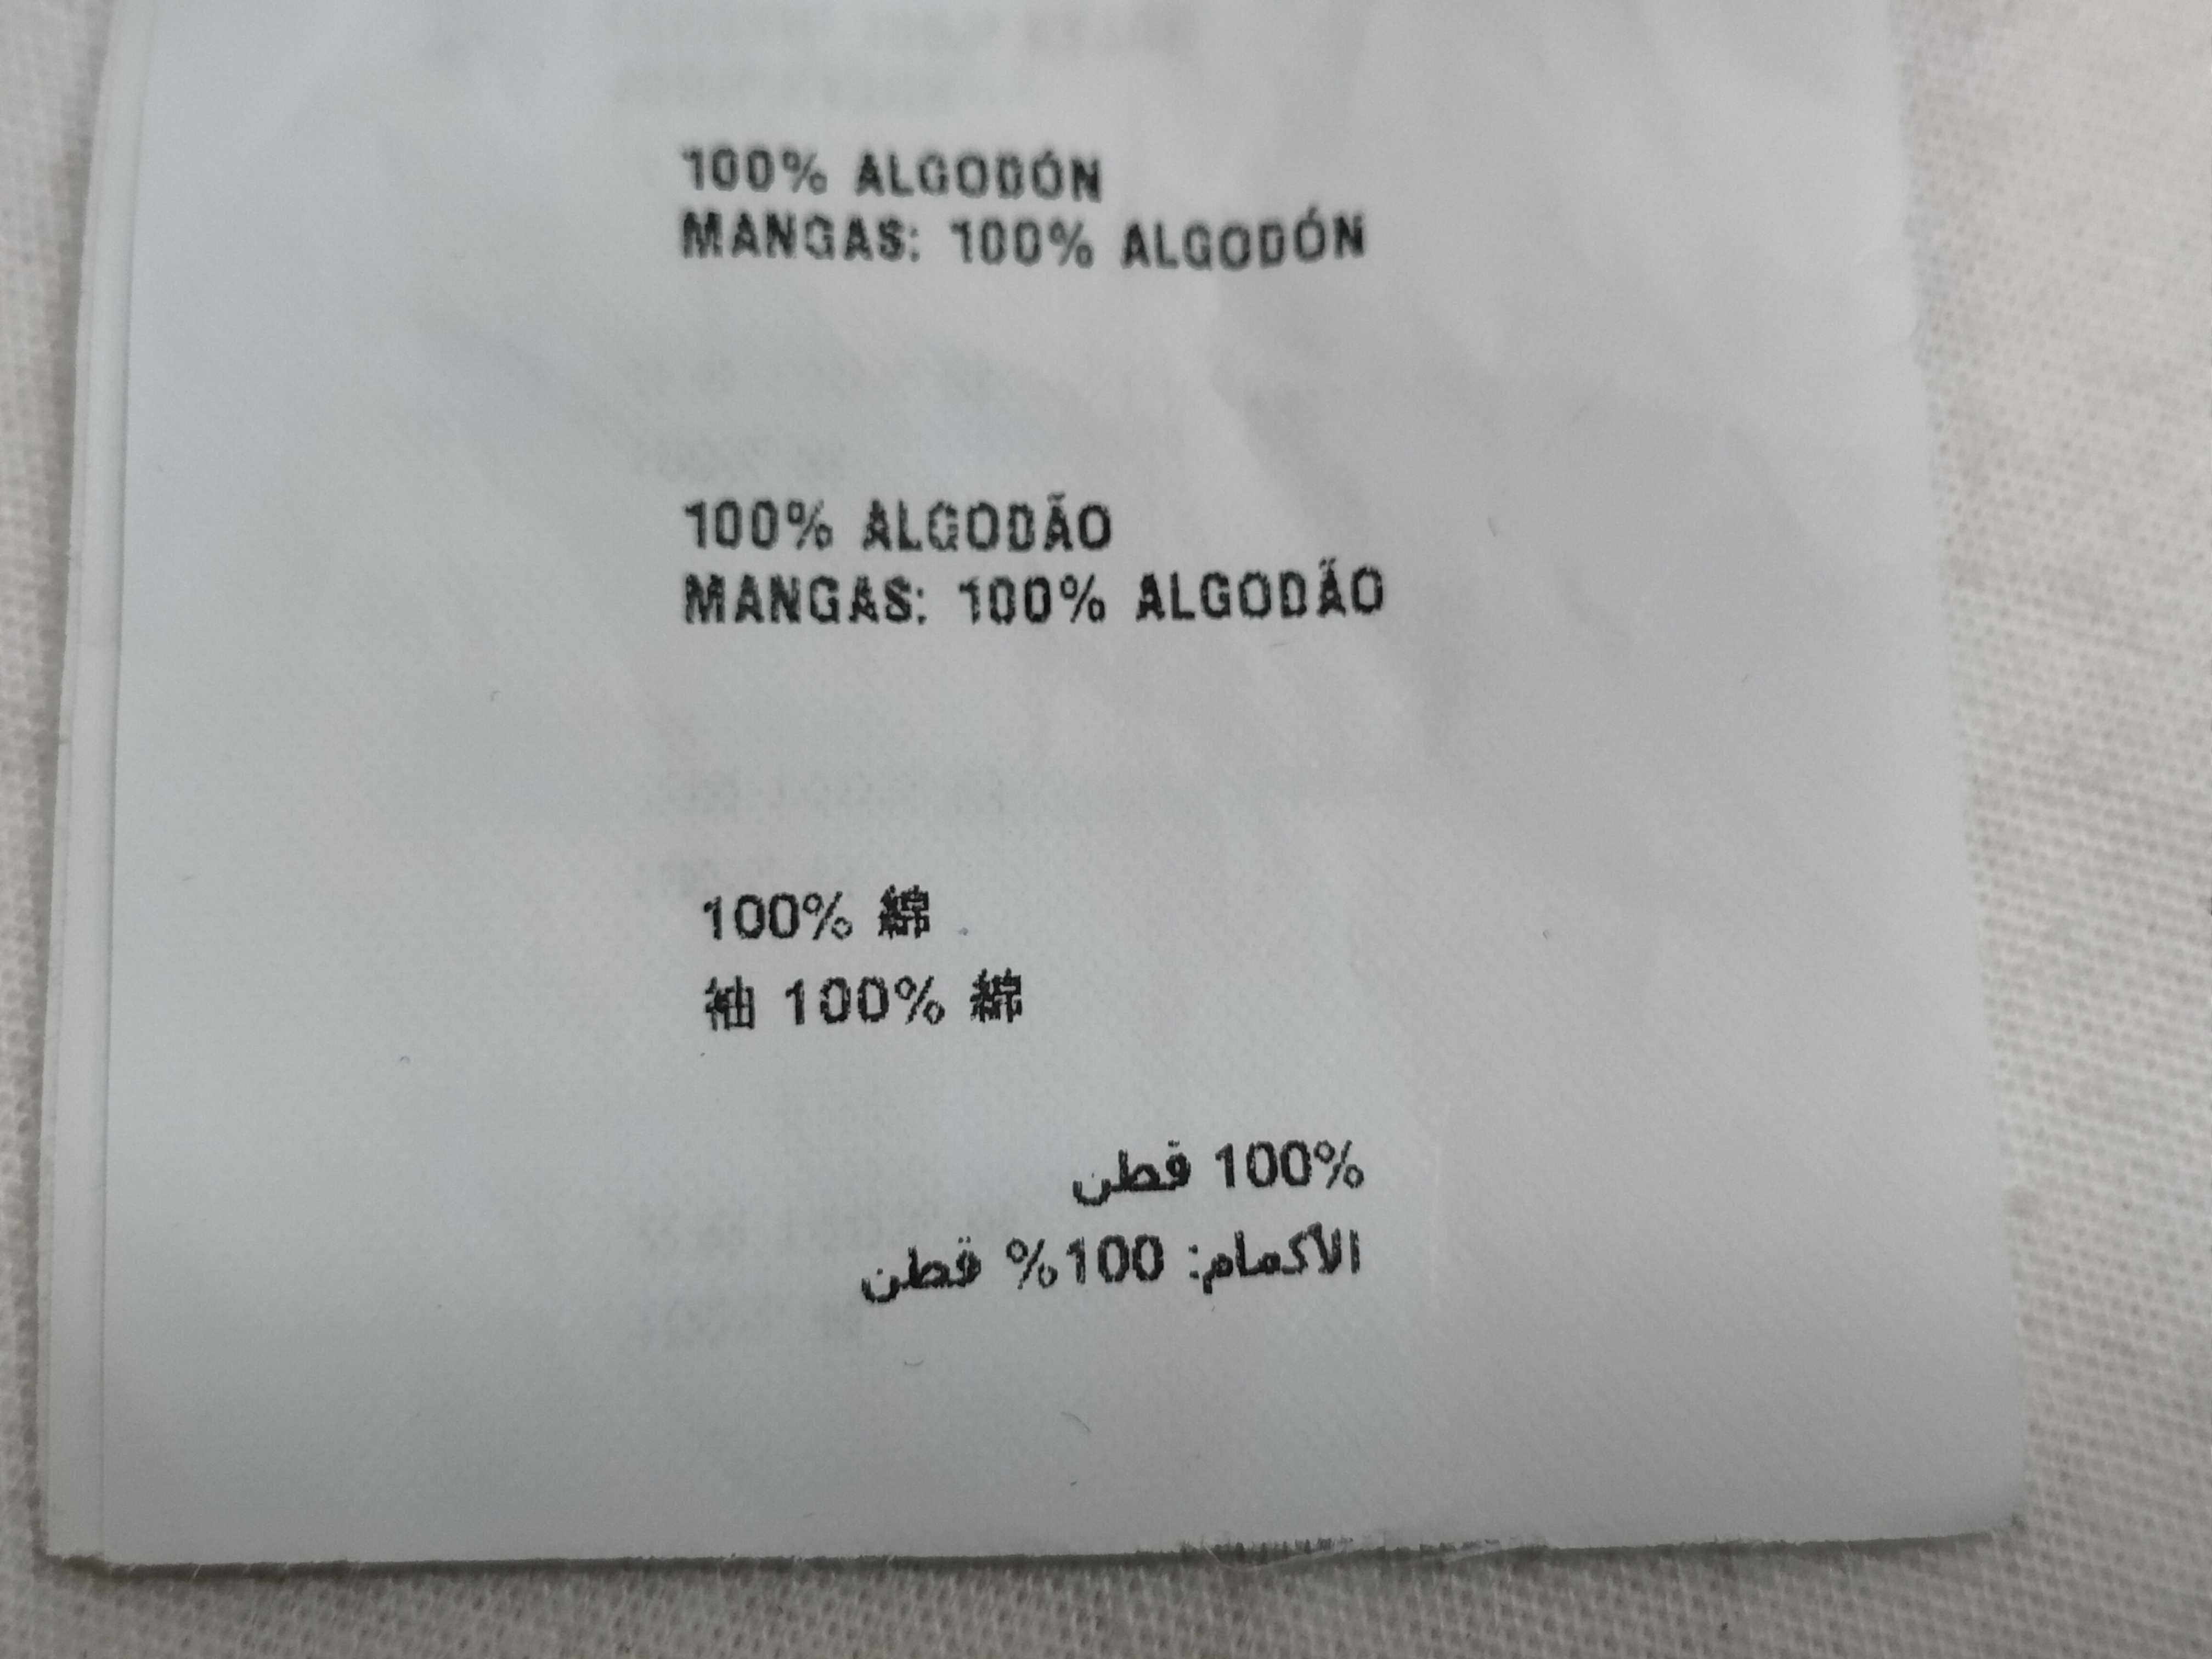 100% ALGODÓN
MANGAS: 100% ALGODÓN
100% ALGODÃO
MANGAS: 100% ALGODÃO
100% 綿
袖 100% 綿
100% قطن
الأكمام: 100% قطن